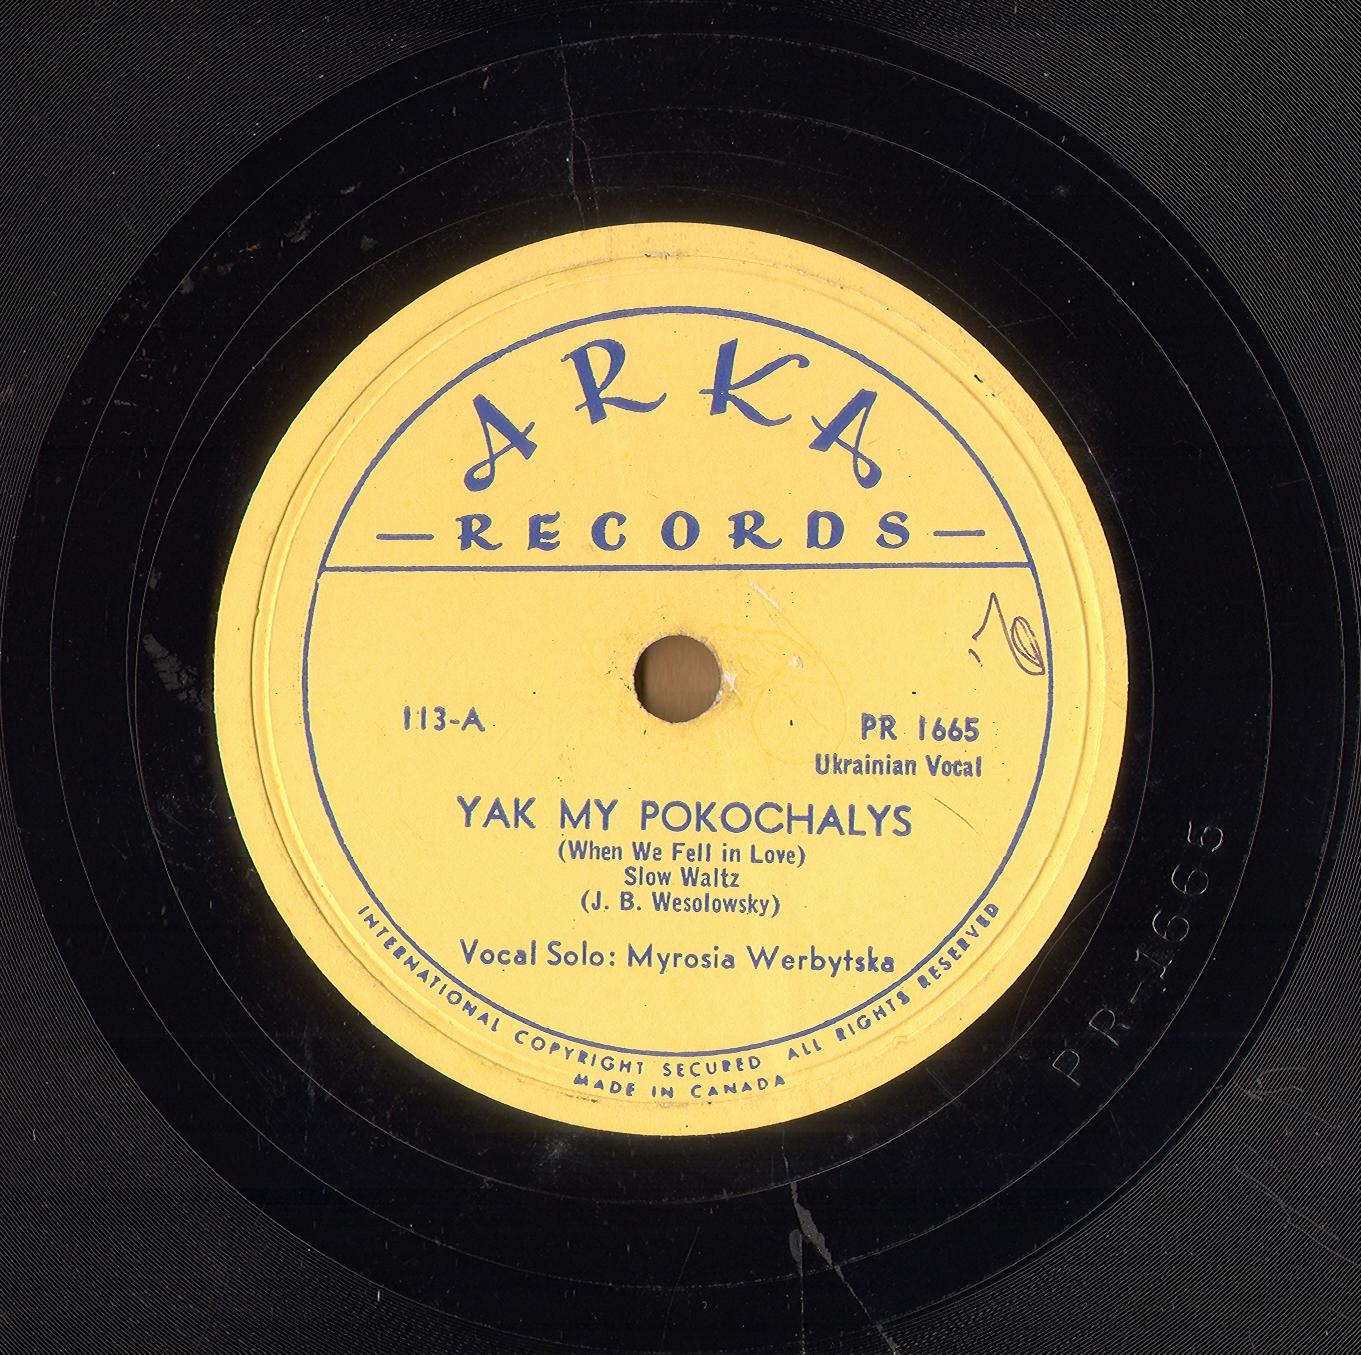 ARKA
— RECORDS —
113-A
PR 1665
Ukrainian Vocal
YAK MY POKOCHALYS
(When We Fell in Love)
Slow Waltz
(J. B. Wesolowsky)
Vocal Solo: Myrosia Werbytska
INTERNATIONAL COPYRIGHT SECURED ALL RIGHTS RESERVED
MADE IN CANADA
PR-1665